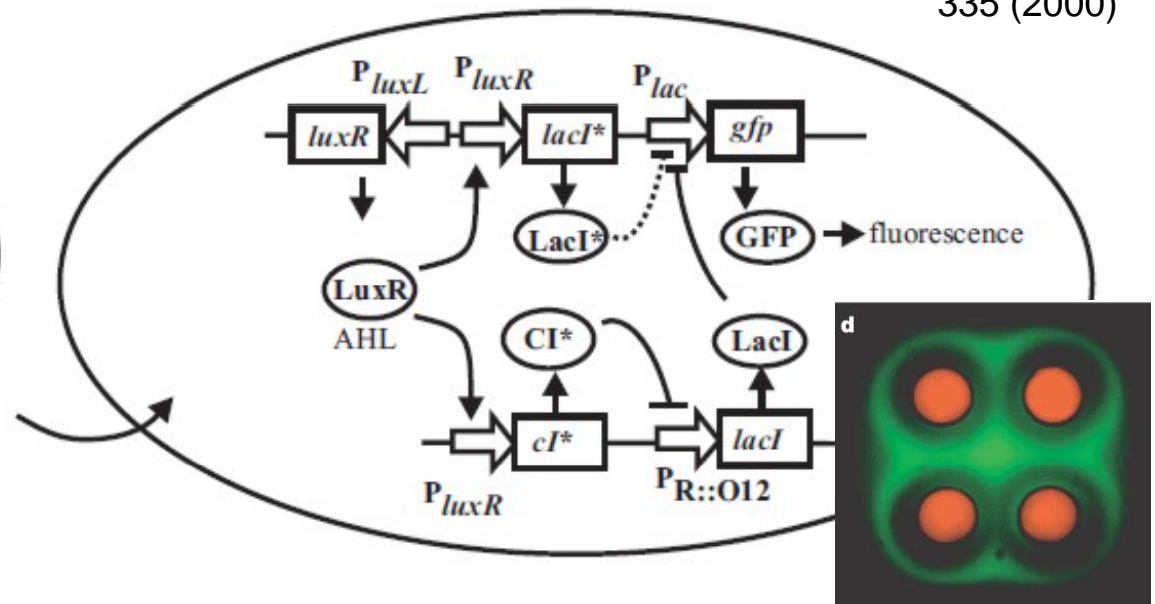 335 (2000)
PluxL PluxR Plac
luxR lacI* gfp
LacI* GFP fluorescence
LuxR
AHL CI* LacI
d
cI* lacI
PluxR PR::O12